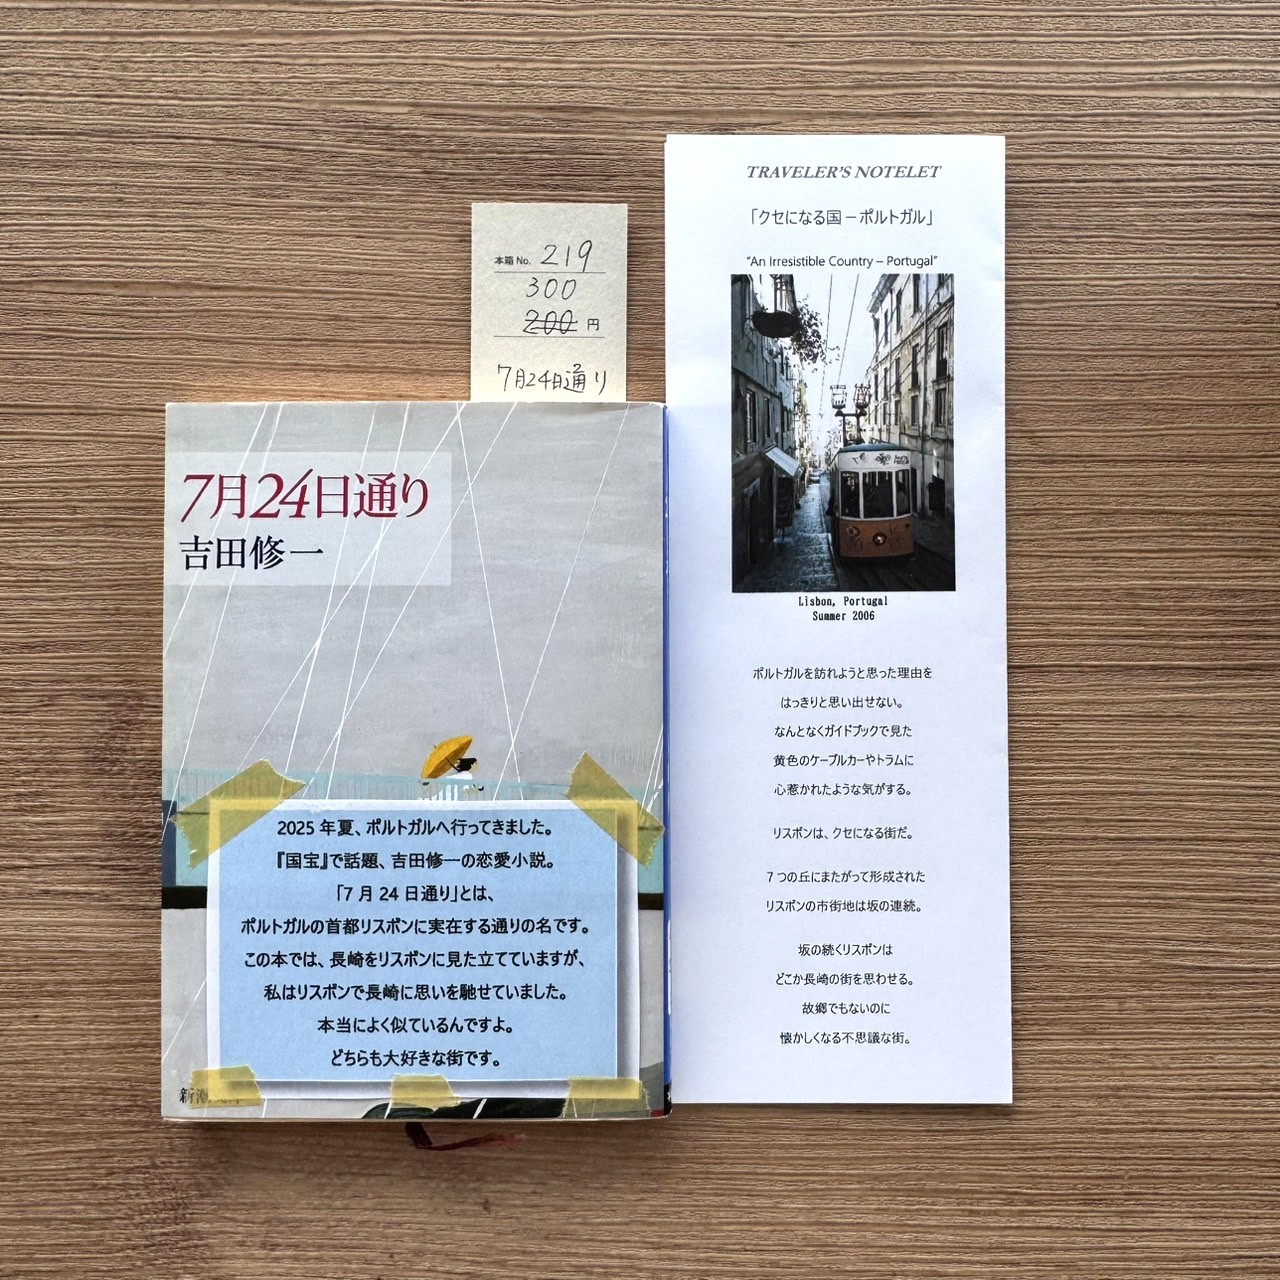 本箱 No. 219
300
200 円
7月24日通り
7月24日通り
吉田修一
2025 年夏、ポルトガルへ行ってきました。
『国宝』で話題、吉田修一の恋愛小説。
「7 月 24 日通り」とは、
ポルトガルの首都リスボンに実在する通りの名です。
この本では、長崎をリスボンに見立てていますが、
私はリスボンで長崎に思いを馳せていました。
本当によく似ているんですよ。
どちらも大好きな街です。
新潮
TRAVELER'S NOTELET
「クセになる国 – ポルトガル」
“An Irresistible Country – Portugal”
Lisbon, Portugal
Summer 2006
ポルトガルを訪れようと思った理由を
はっきりと思い出せない。
なんとなくガイドブックで見た
黄色のケーブルカーやトラムに
心惹かれたような気がする。
リスボンは、クセになる街だ。
7 つの丘にまたがって形成された
リスボンの市街地は坂の連続。
坂の続くリスボンは
どこか長崎の街を思わせる。
故郷でもないのに
懐かしくなる不思議な街。